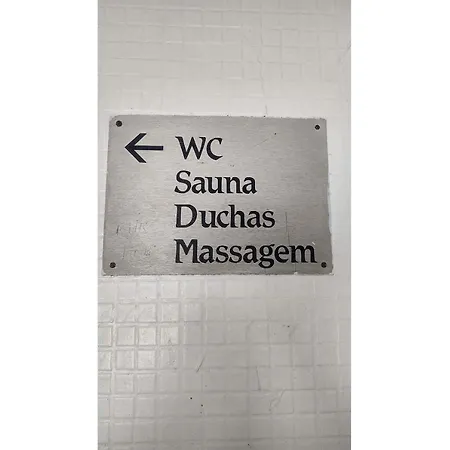 ← WC
Sauna
Duchas
Massagem